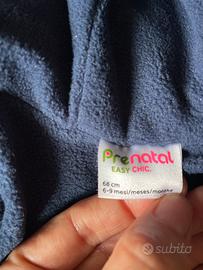 Prenatal
EASY CHIC.
68 cm
6-9 mesi/meses/months
subito